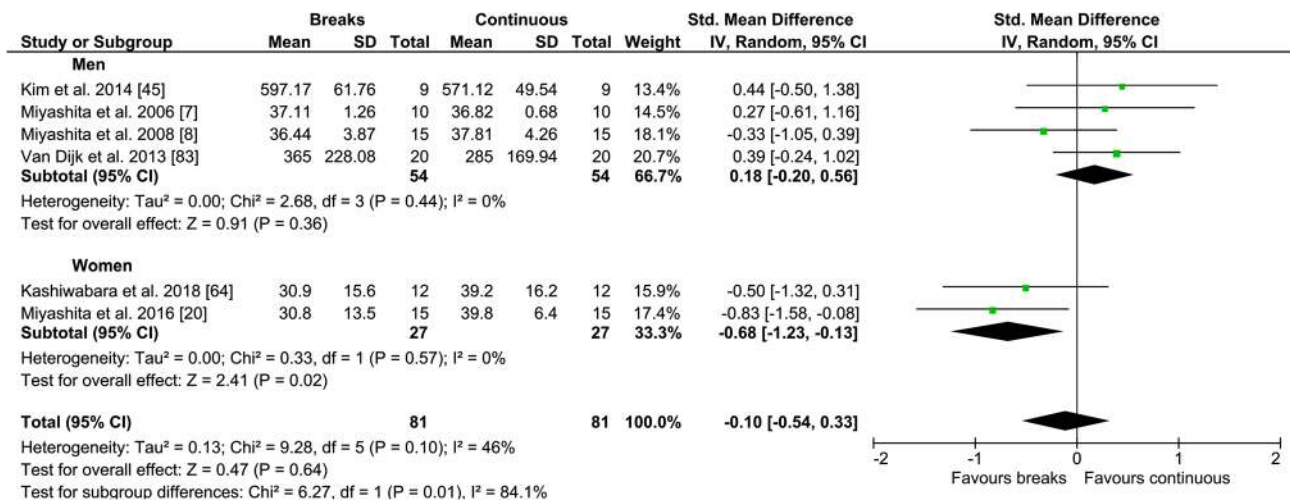 Breaks Continuous Std. Mean Difference Std. Mean Difference
Study or Subgroup Mean SD Total Mean SD Total Weight IV, Random, 95% CI IV, Random, 95% CI
Men
Kim et al. 2014 [45] 597.17 61.76 9 571.12 49.54 9 13.4% 0.44 [-0.50, 1.38]
Miyashita et al. 2006 [7] 37.11 1.26 10 36.82 0.68 10 14.5% 0.27 [-0.61, 1.16]
Miyashita et al. 2008 [8] 36.44 3.87 15 37.81 4.26 15 18.1% -0.33 [-1.05, 0.39]
Van Dijk et al. 2013 [83] 365 228.08 20 285 169.94 20 20.7% 0.39 [-0.24, 1.02]
Subtotal (95% CI) 54 54 66.7% 0.18 [-0.20, 0.56]
Heterogeneity: Tau² = 0.00; Chi² = 2.68, df = 3 (P = 0.44); I² = 0%
Test for overall effect: Z = 0.91 (P = 0.36)
Women
Kashiwabara et al. 2018 [64] 30.9 15.6 12 39.2 16.2 12 15.9% -0.50 [-1.32, 0.31]
Miyashita et al. 2016 [20] 30.8 13.5 15 39.8 6.4 15 17.4% -0.83 [-1.58, -0.08]
Subtotal (95% CI) 27 27 33.3% -0.68 [-1.23, -0.13]
Heterogeneity: Tau² = 0.00; Chi² = 0.33, df = 1 (P = 0.57); I² = 0%
Test for overall effect: Z = 2.41 (P = 0.02)
Total (95% CI) 81 81 100.0% -0.10 [-0.54, 0.33]
Heterogeneity: Tau² = 0.13; Chi² = 9.28, df = 5 (P = 0.10); I² = 46%
Test for overall effect: Z = 0.47 (P = 0.64)
Test for subgroup differences: Chi² = 6.27, df = 1 (P = 0.01), I² = 84.1%
-2 -1 0 1 2
Favours breaks Favours continuous